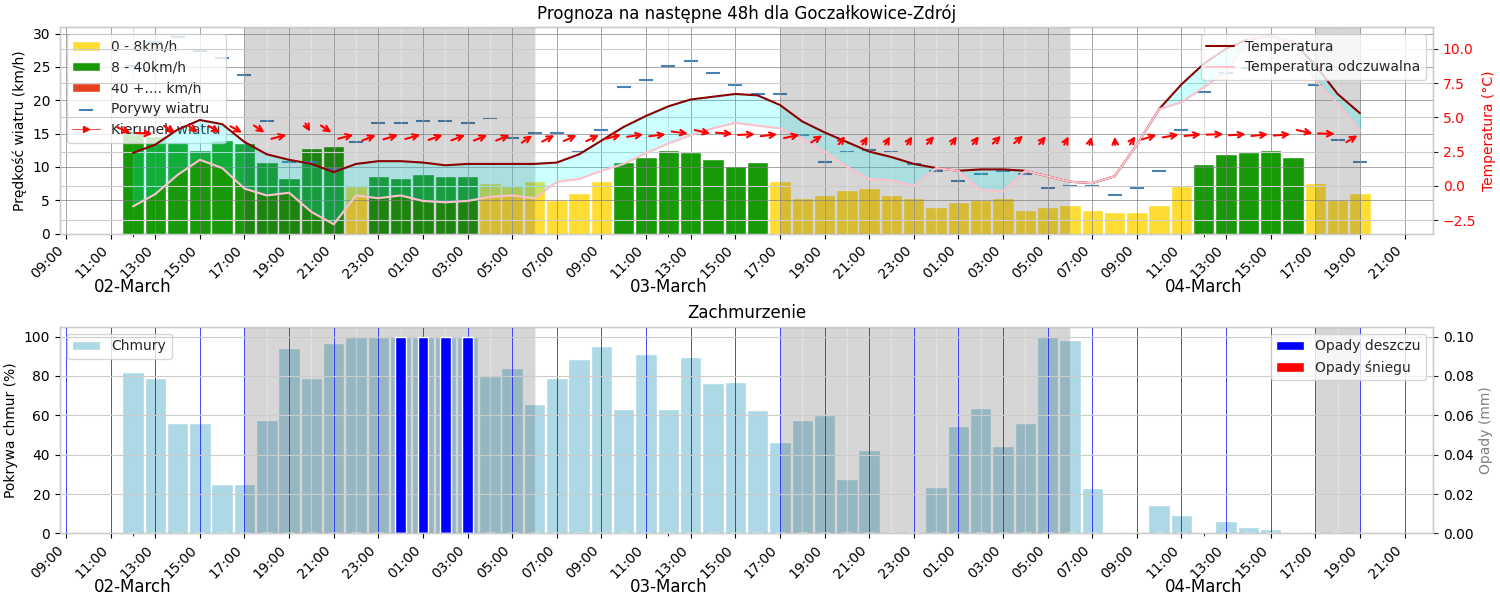 Prognoza na następne 48h dla Goczałkowice-Zdrój
Prędkość wiatru (km/h)
30
25
20
15
10
5
0
0 - 8km/h
8 - 40km/h
40 +.... km/h
Porywy wiatru
Kierunek wiatru
Temperatura
Temperatura odczuwalna
10.0
7.5
5.0
2.5
0.0
−2.5
Temperatura (°C)
09:00 11:00 13:00 15:00 17:00 19:00 21:00 23:00 01:00 03:00 05:00 07:00 09:00 11:00 13:00 15:00 17:00 19:00 21:00 23:00 01:00 03:00 05:00 07:00 09:00 11:00 13:00 15:00 17:00 19:00 21:00
02-March 03-March 04-March
Zachmurzenie
Pokrywa chmur (%)
100
80
60
40
20
0
Chmury
Opady deszczu
Opady śniegu
0.10
0.08
0.06
0.04
0.02
0.00
Opady (mm)
09:00 11:00 13:00 15:00 17:00 19:00 21:00 23:00 01:00 03:00 05:00 07:00 09:00 11:00 13:00 15:00 17:00 19:00 21:00 23:00 01:00 03:00 05:00 07:00 09:00 11:00 13:00 15:00 17:00 19:00 21:00
02-March 03-March 04-March